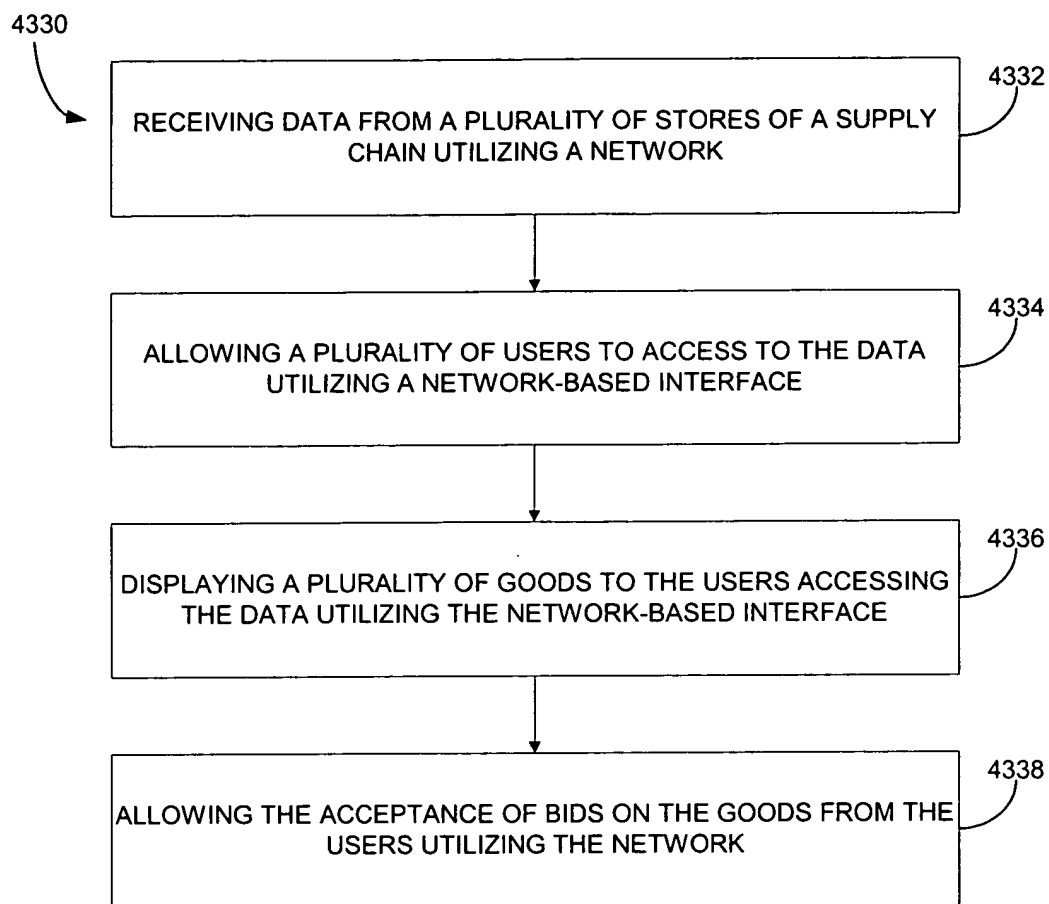 4330
4332
RECEIVING DATA FROM A PLURALITY OF STORES OF A SUPPLY
CHAIN UTILIZING A NETWORK
4334
ALLOWING A PLURALITY OF USERS TO ACCESS TO THE DATA
UTILIZING A NETWORK-BASED INTERFACE
4336
DISPLAYING A PLURALITY OF GOODS TO THE USERS ACCESSING
THE DATA UTILIZING THE NETWORK-BASED INTERFACE
4338
ALLOWING THE ACCEPTANCE OF BIDS ON THE GOODS FROM THE
USERS UTILIZING THE NETWORK